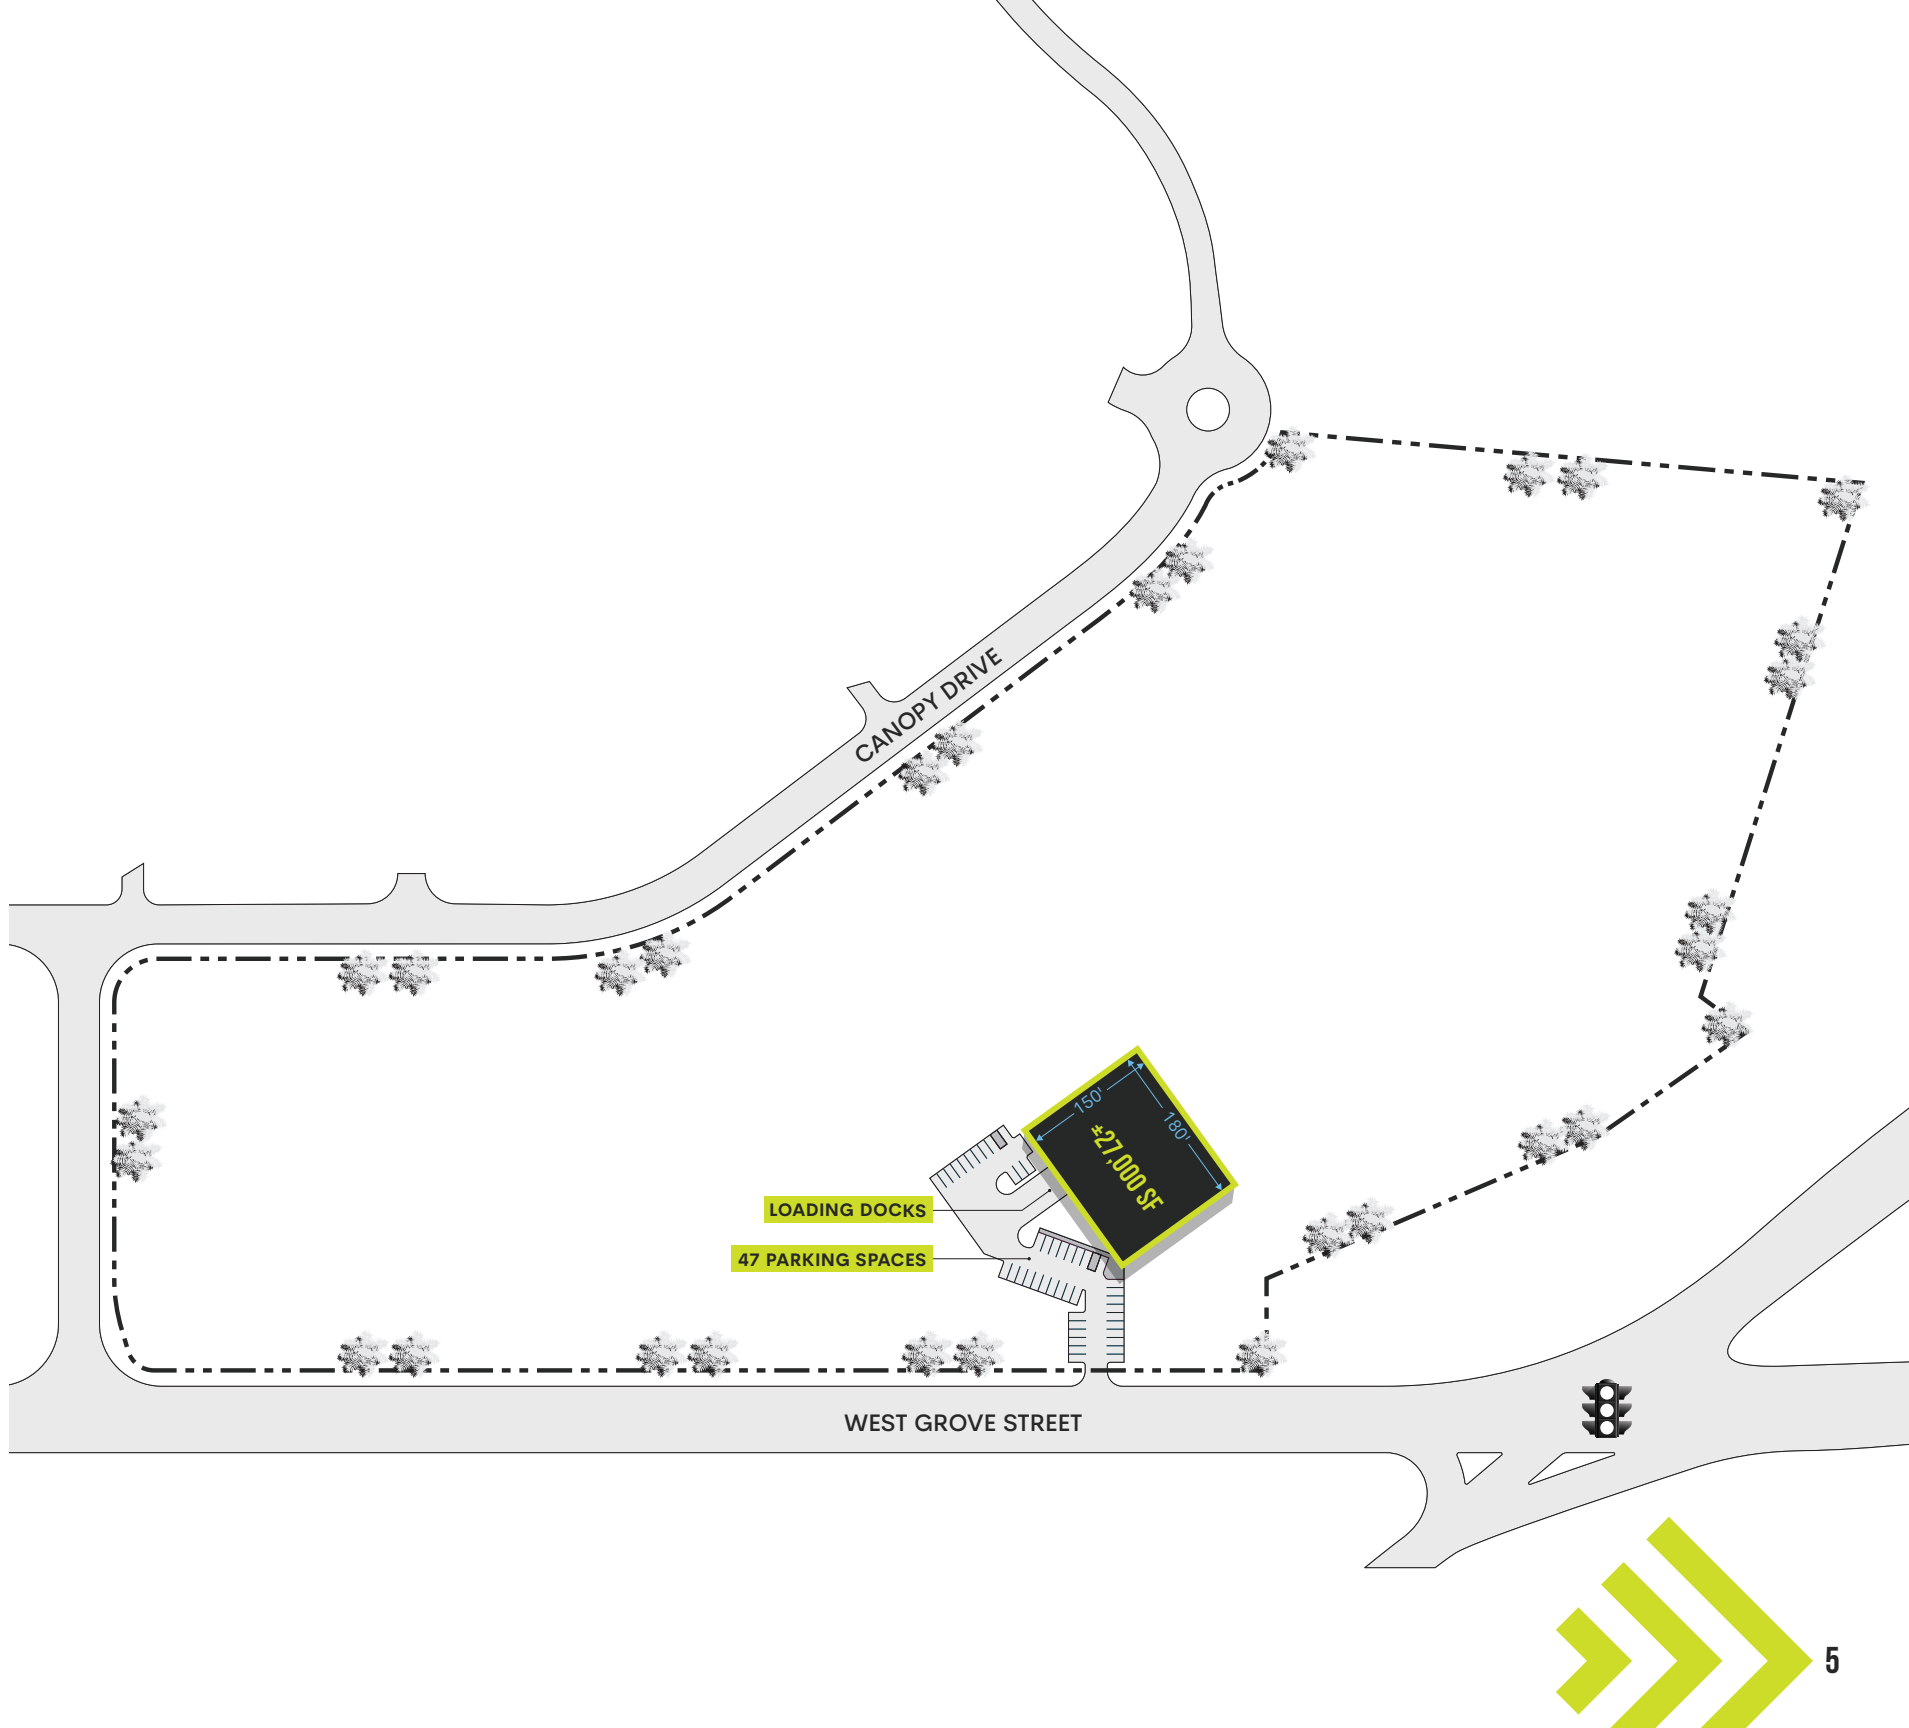 CANOPY DRIVE
150'
180'
±27,000 SF
LOADING DOCKS
47 PARKING SPACES
WEST GROVE STREET
5